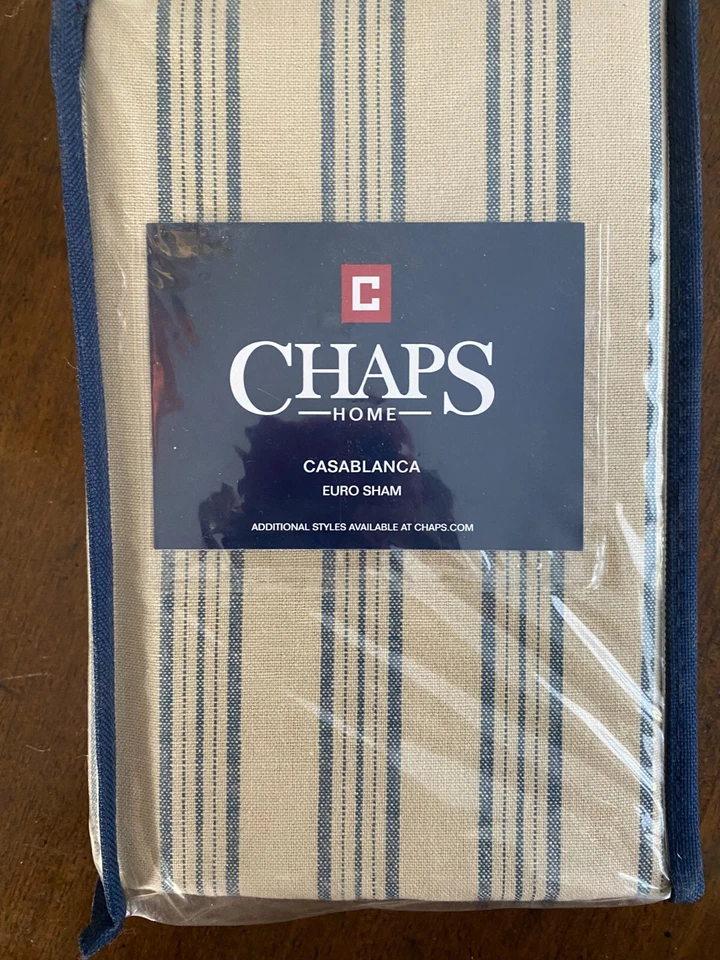 C
CHAPS
HOME
CASABLANCA
EURO SHAM
ADDITIONAL STYLES AVAILABLE AT CHAPS.COM